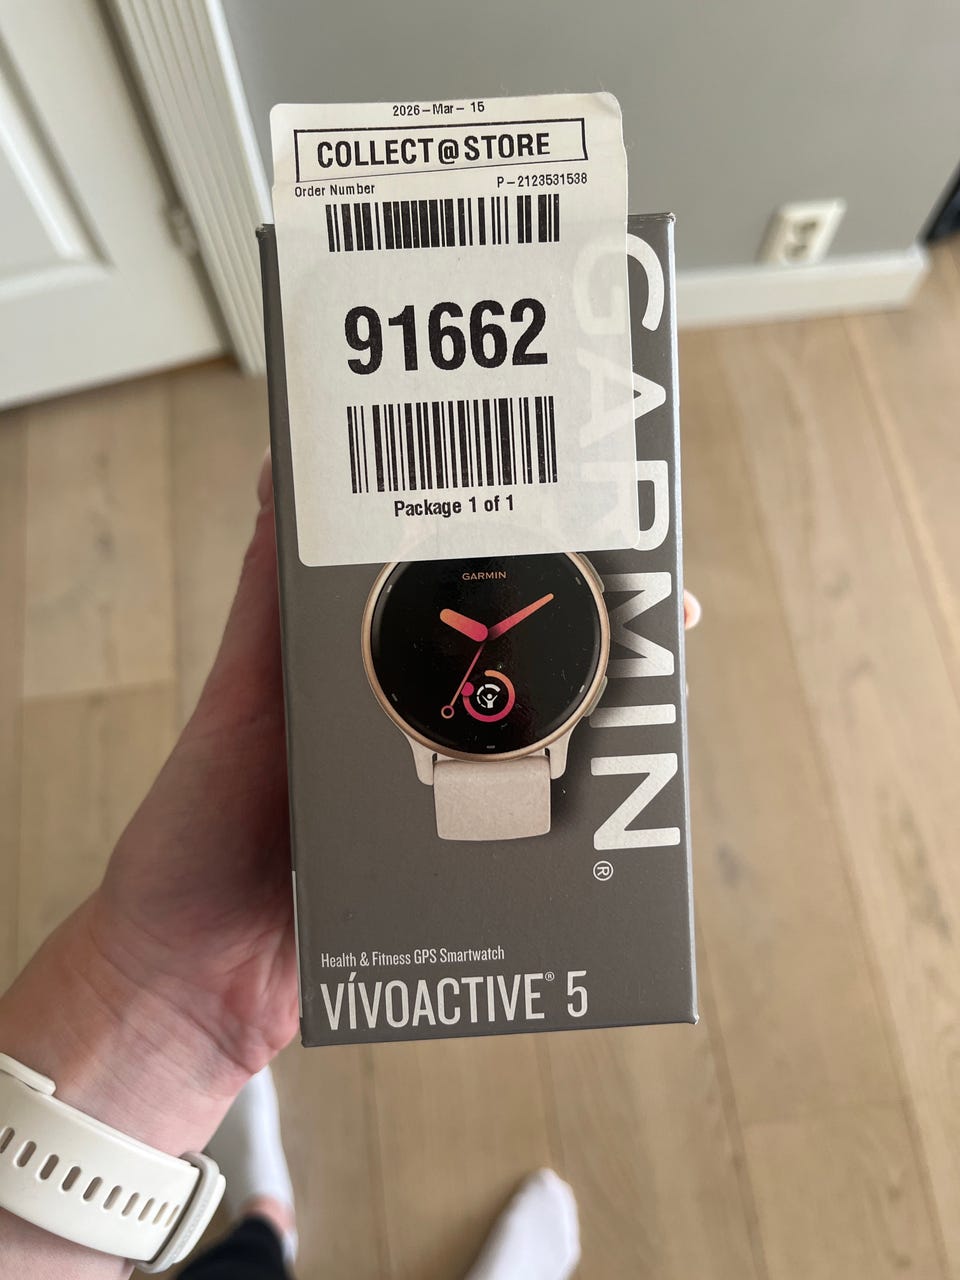 2026-Mar-15
COLLECT@STORE
Order Number P-2123531538
91662
Package 1 of 1
GARMIN
GARMIN®
Health & Fitness GPS Smartwatch
VÍVOACTIVE® 5